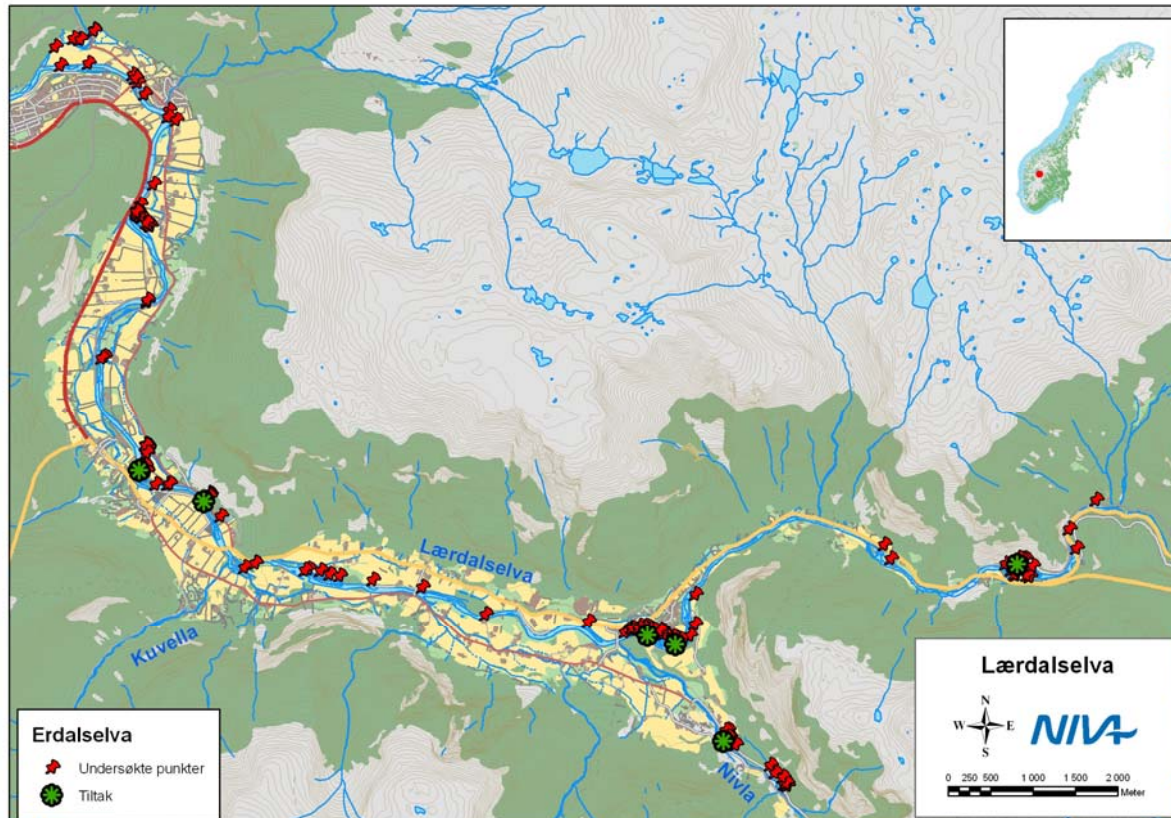 Lærdalselva
Kuvella
Nivla
Erdalselva
Undersøkte punkter
Tiltak
Lærdalselva
N
W E
S
NIVA
0 250 500 1 000 1 500 2 000
Meter